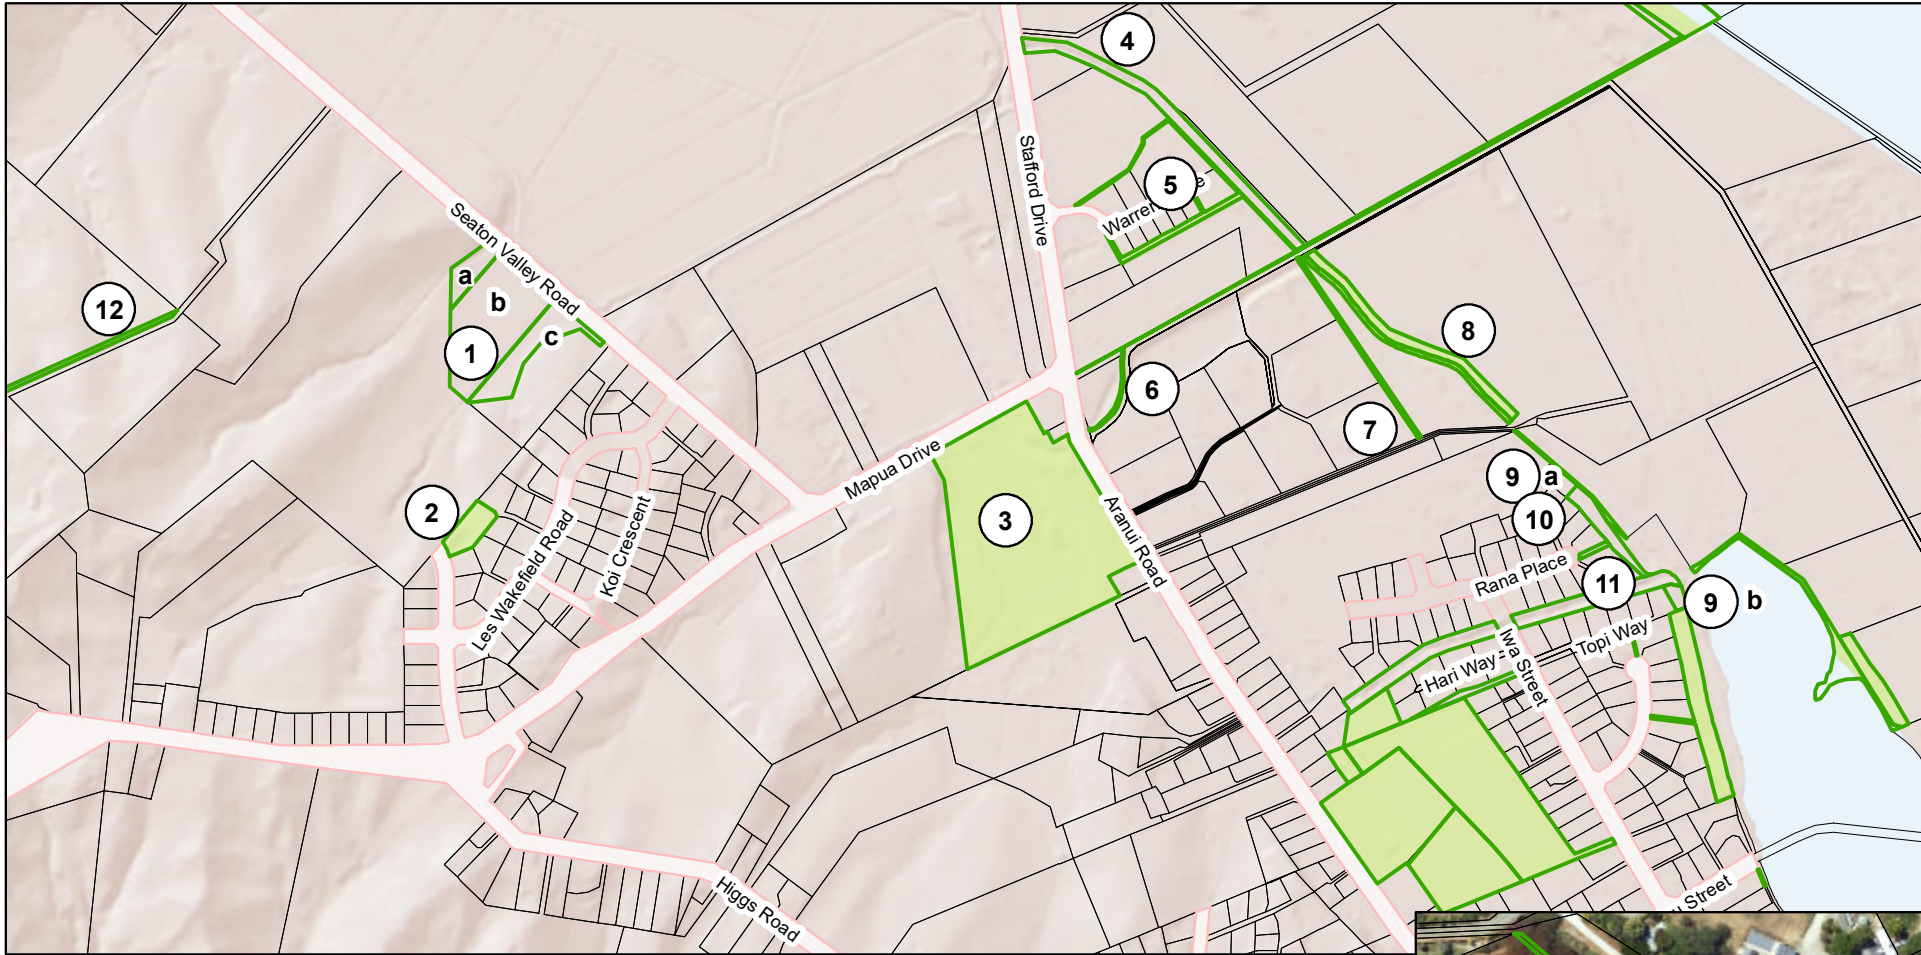 4
Stafford Drive
5
Warren
e
Seaton Valley Road
a
b
c
12
1
8
6
7
2
Mapua Drive
3
Aranui Road
9
a
10
Les Wakefield Road
Koi Crescent
Rana Place
11
9
b
Iwa Street
Topi Way
Hari Way
Higgs Road
Street